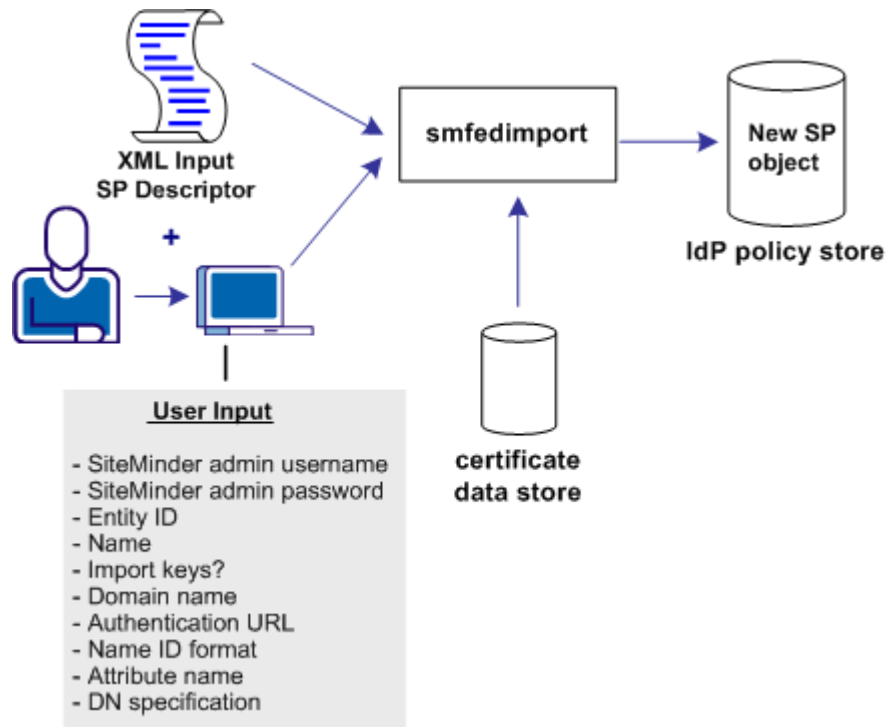 XML Input
SP Descriptor
+
smfedimport
New SP
object
IdP policy store
certificate
data store
User Input
- SiteMinder admin username
- SiteMinder admin password
- Entity ID
- Name
- Import keys?
- Domain name
- Authentication URL
- Name ID format
- Attribute name
- DN specification